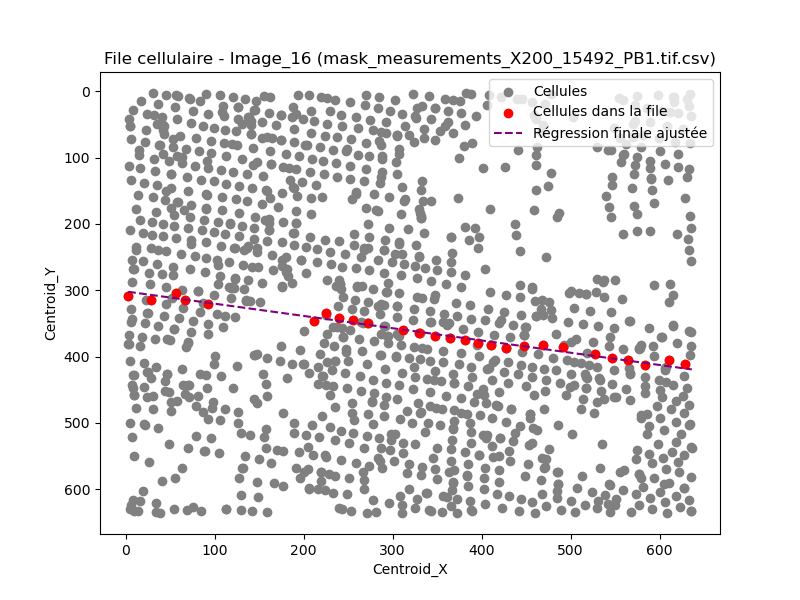 File cellulaire - Image_16 (mask_measurements_X200_15492_PB1.tif.csv)
Cellules
Cellules dans la file
Régression finale ajustée
Centroid_Y
0
100
200
300
400
500
600
0 100 200 300 400 500 600
Centroid_X